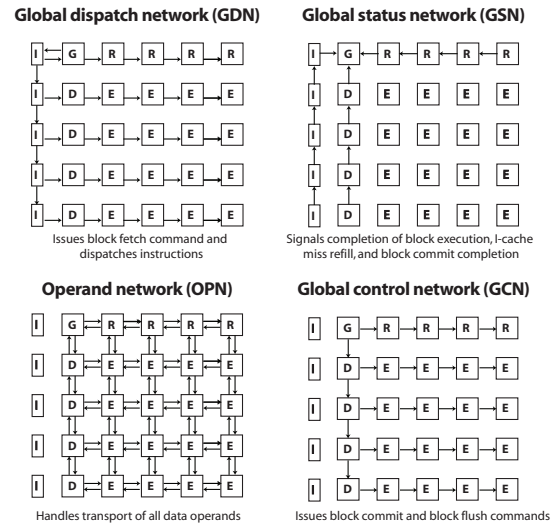 Global dispatch network (GDN)
I G R R R R
I D E E E E
I D E E E E
I D E E E E
I D E E E E
Issues block fetch command and
dispatches instructions
Global status network (GSN)
I G R R R R
I D E E E E
I D E E E E
I D E E E E
I D E E E E
Signals completion of block execution, I-cache
miss refill, and block commit completion
Operand network (OPN)
I G R R R R
I D E E E E
I D E E E E
I D E E E E
I D E E E E
Handles transport of all data operands
Global control network (GCN)
I G R R R R
I D E E E E
I D E E E E
I D E E E E
I D E E E E
Issues block commit and block flush commands